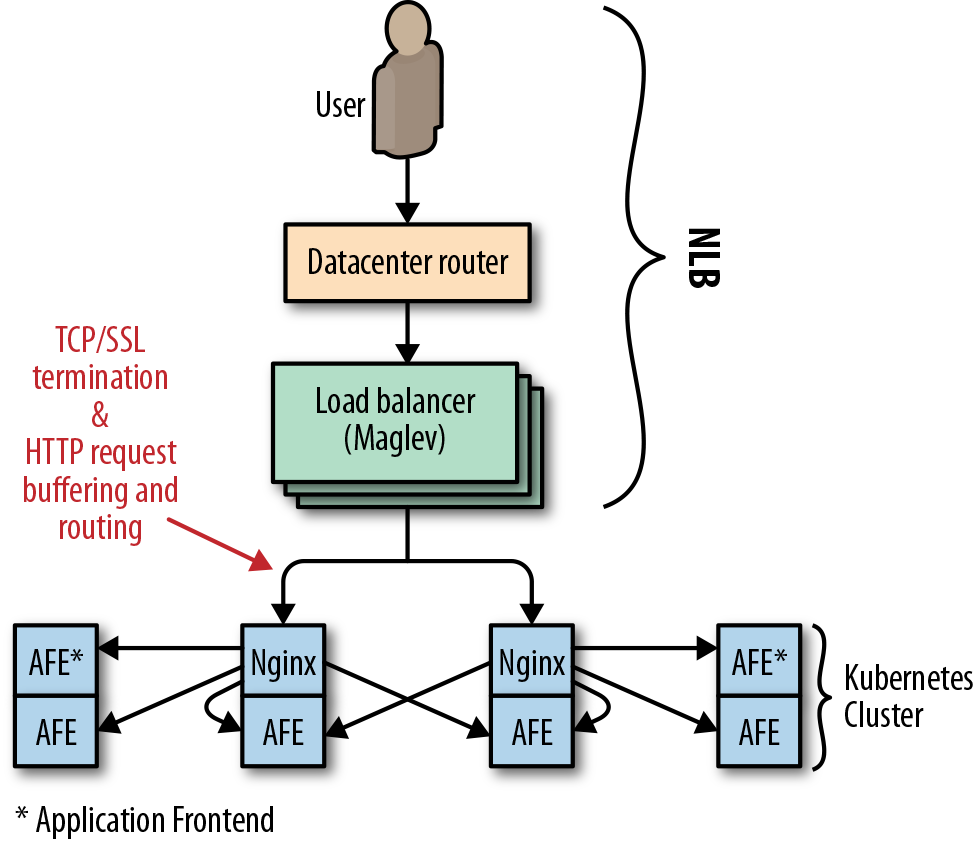 User
NLB
Datacenter router
TCP/SSL
termination
&
HTTP request
buffering and
routing
Load balancer
(Maglev)
AFE*
Nginx
Nginx
AFE*
AFE
AFE
AFE
AFE
Kubernetes
Cluster
* Application Frontend